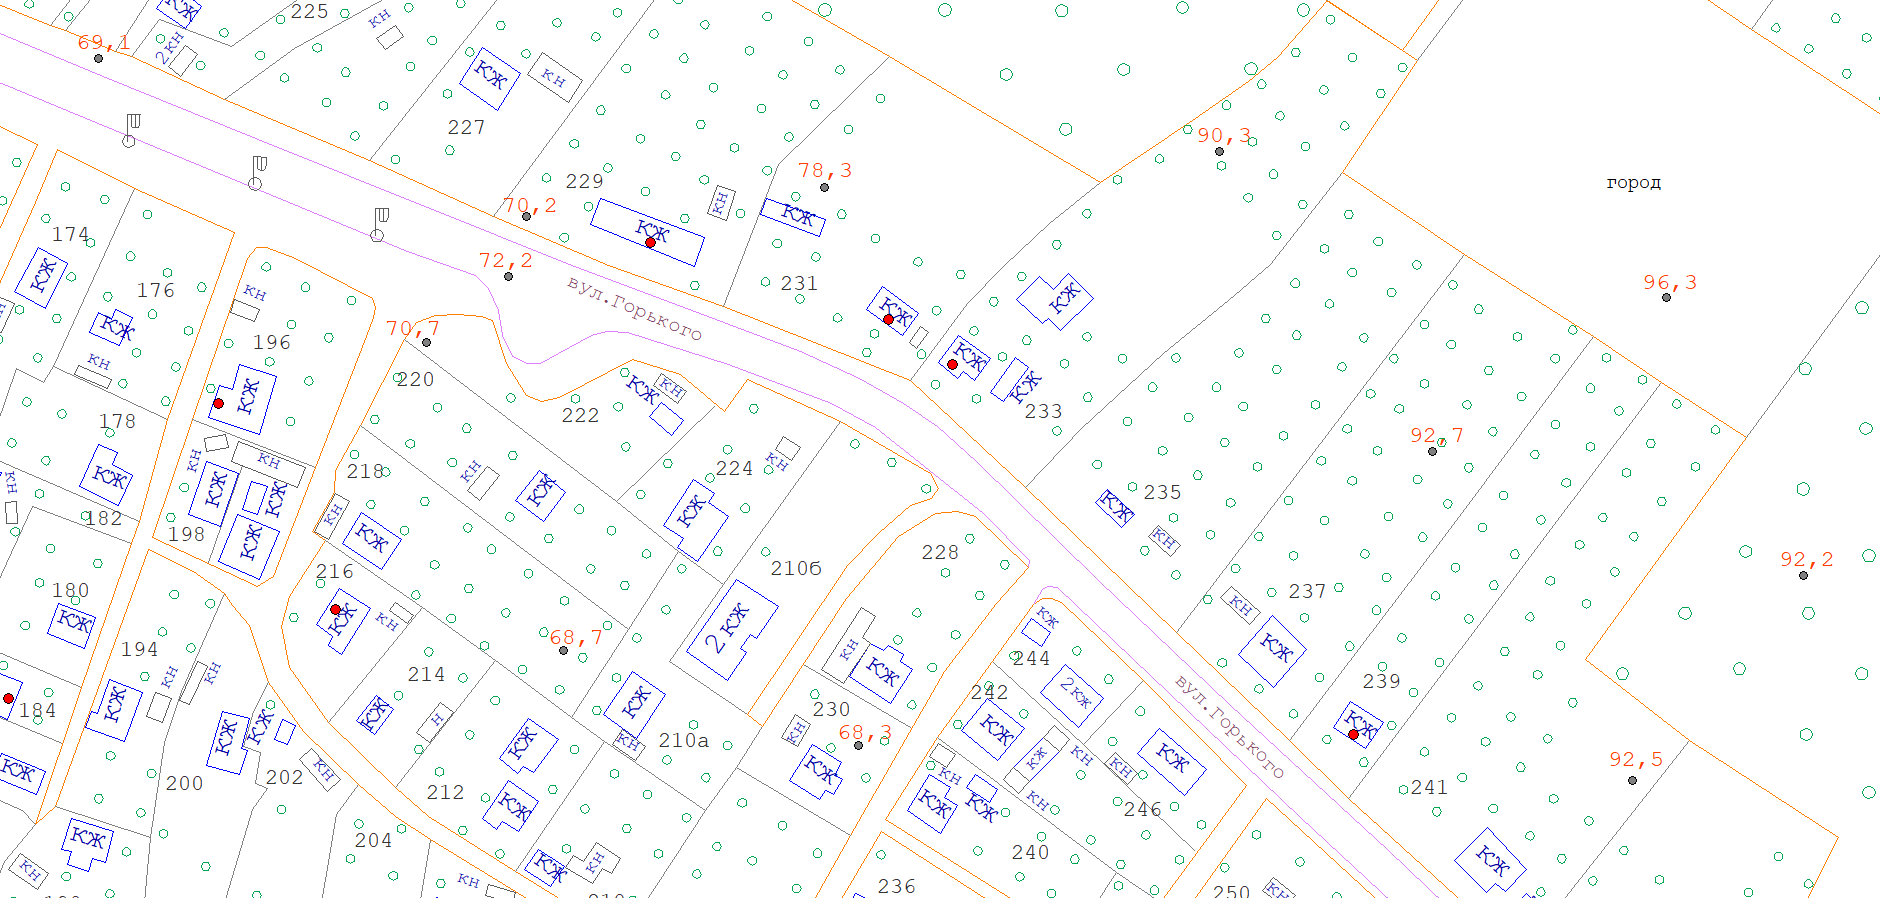 КЖ
225
КН
69,1
2КН
КЖ
КН
227
90,3
78,3
город
229
КН
70,2
КЖ
КЖ
174
72,2
231
96,3
КЖ
176
КН
вул.Горького
КЖ
КЖ
КЖ
70,7
196
КН
КЖ
220
КЖ
КН
КЖ
КЖ
222
233
178
92,7
224
КН
КН
КН
218
КН
КЖ
КН
КЖ
КЖ
КЖ
235
КЖ
КЖ
182
КН
198
КЖ
КЖ
КН
228
92,2
216
210б
180
237
КН
КЖ
КЖ
КН
2 КЖ
КЖ
68,7
194
КН
КЖ
244
КН
КН
214
КЖ
239
242
2КЖ
вул.Горького
184
КЖ
КЖ
КЖ
Н
230
КЖ
КЖ
КЖ
КН
68,3
КЖ
210а
КН
КЖ
КЖ
КН
КЖ
92,5
КЖ
КН
200
202
КЖ
КН
КН
212
КЖ
КЖ
КЖ
КН
246
241
КЖ
204
240
КЖ
КН
КЖ
КН
КН
236
250
КН